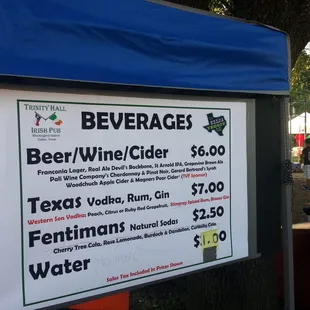 TRINITY HALL
IRISH PUB
BEVERAGES
Beer/Wine/Cider $6.00
Franconia Lager, Real Ale Devil's Backbone, St Arnold IPA, Grapevine Brown Ale
Pali Wine Company's Chardonnay & Pinot Noir, Gerard Bertrand's Syrah
Woodchuck Apple Cider & Magners Pear Cider
Texas Vodka, Rum, Gin $7.00
Western Son Vodka: Peach, Citrus or Ruby Red Grapefruit,
Fentimans Natural Sodas $2.50
Cherry Tree Cola, Rose Lemonade, Burdock & Dandelion, Curiosity Cola
Water $1.00
Sales Tax Included in Prices Shown